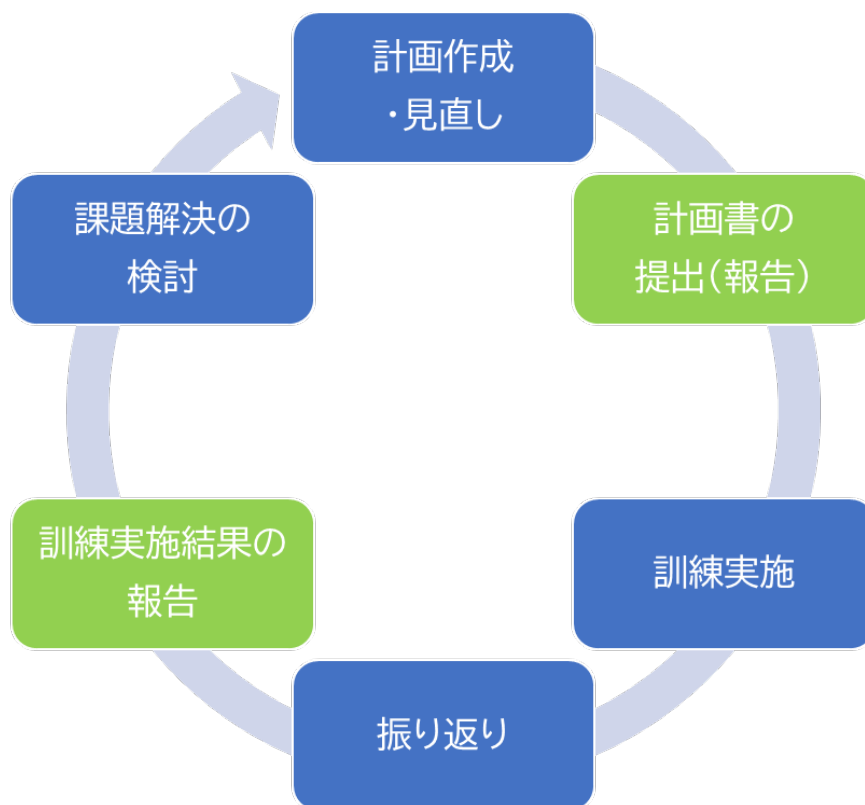 計画作成
・見直し
計画書の
提出(報告)
訓練実施
振り返り
訓練実施結果の
報告
課題解決の
検討